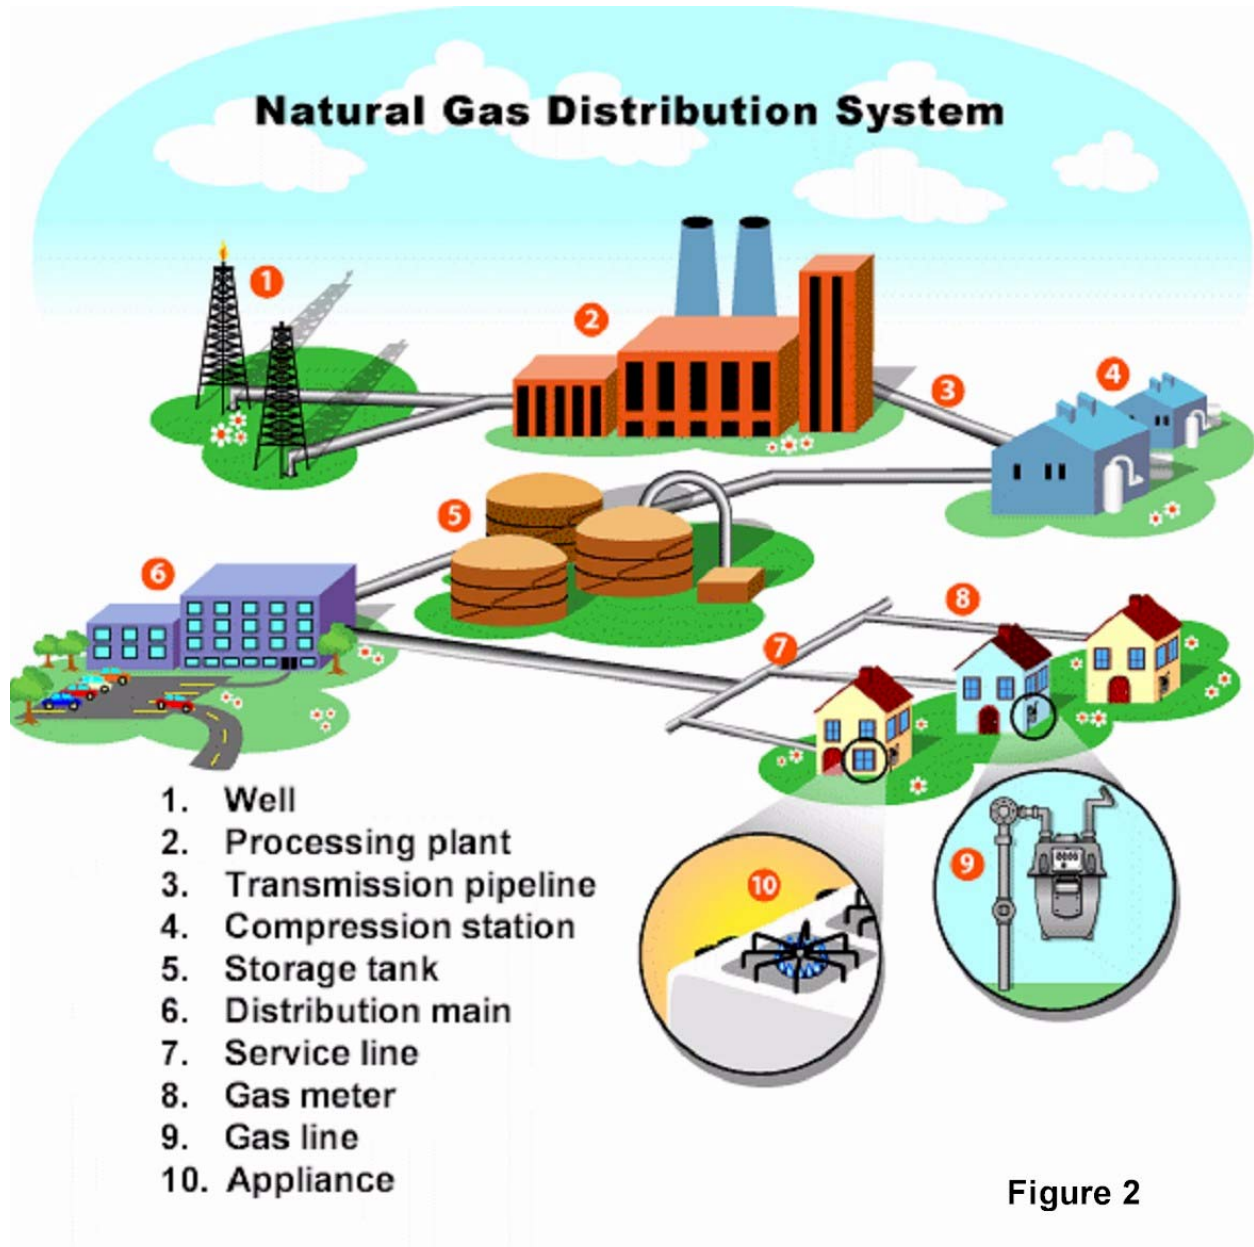 Natural Gas Distribution System
1
2
3
4
5
6
7
8
9
10
1. Well
2. Processing plant
3. Transmission pipeline
4. Compression station
5. Storage tank
6. Distribution main
7. Service line
8. Gas meter
9. Gas line
10. Appliance
Figure 2